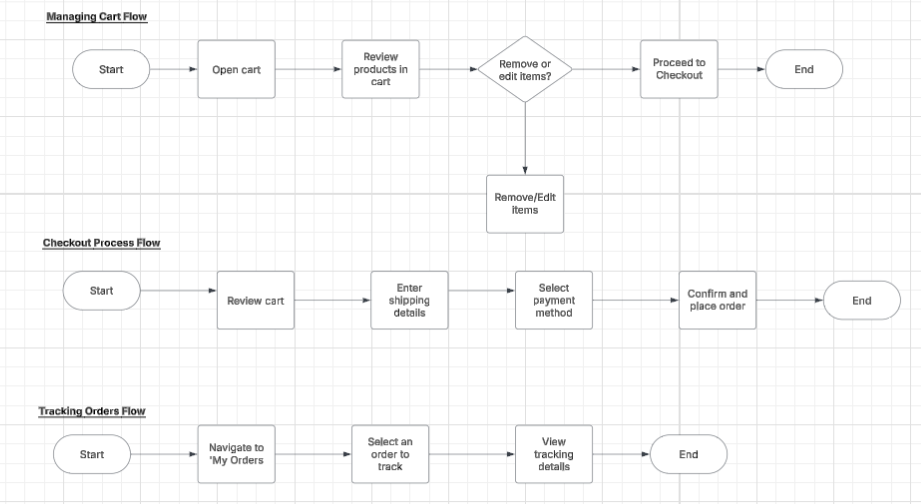 Managing Cart Flow
Start
Open cart
Review
products in
cart
Remove or
edit items?
Proceed to
Checkout
End
Remove/Edit
items
Checkout Process Flow
Start
Review cart
Enter
shipping
details
Select
payment
method
Confirm and
place order
End
Tracking Orders Flow
Start
Navigate to
'My Orders
Select an
order to
track
View
tracking
details
End